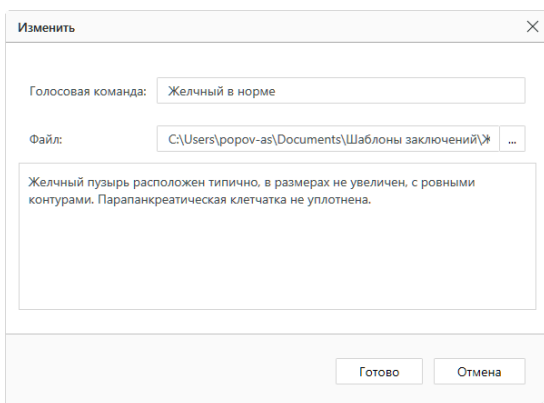 Изменить
Голосовая команда: Желчный в норме
Файл: C:\Users\popov-as\Documents\Шаблоны заключений\Ж ...
Желчный пузырь расположен типично, в размерах не увеличен, с ровными
контурами. Парапанкреатическая клетчатка не уплотнена.
Готово Отмена